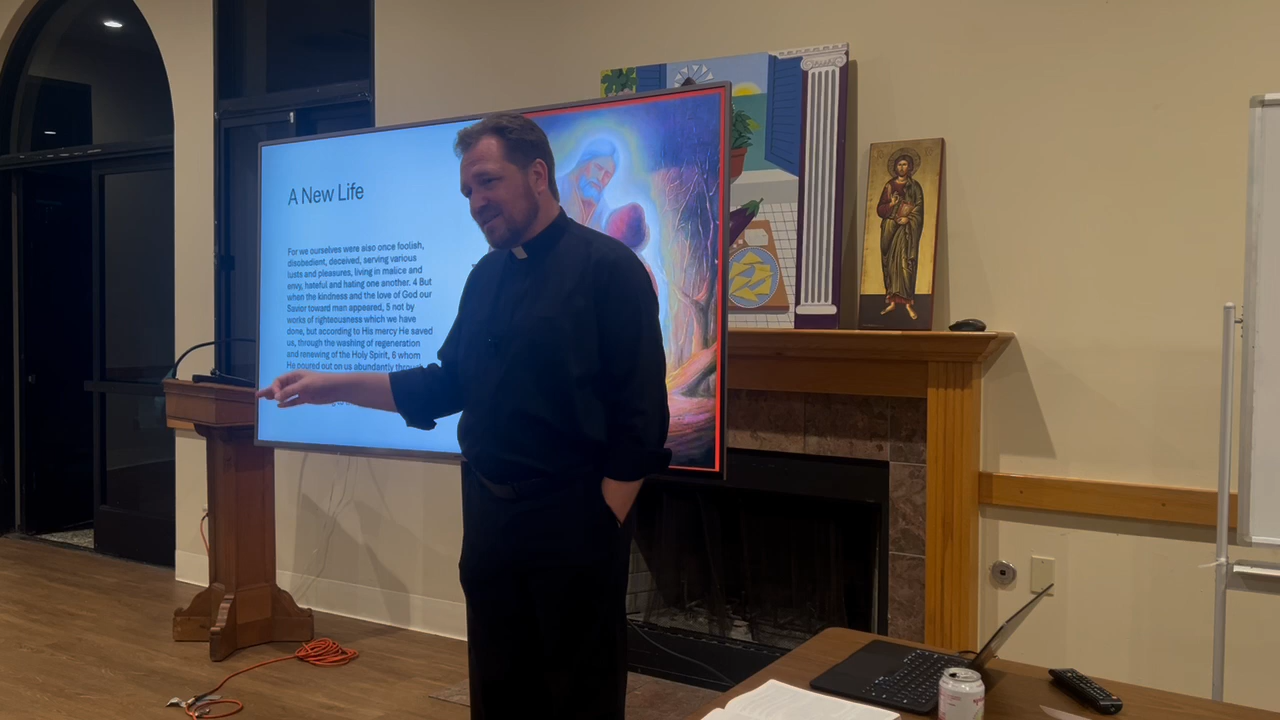 A New Life
For we ourselves were also once foolish,
disobedient, deceived, serving various
lusts and pleasures, living in malice and
envy, hateful and hating one another. 4 But
when the kindness and the love of God our
Savior toward man appeared, 5 not by
works of righteousness which we have
done, but according to His mercy He saved
us, through the washing of regeneration
and renewing of the Holy Spirit, 6 whom
He poured out on us abundantly